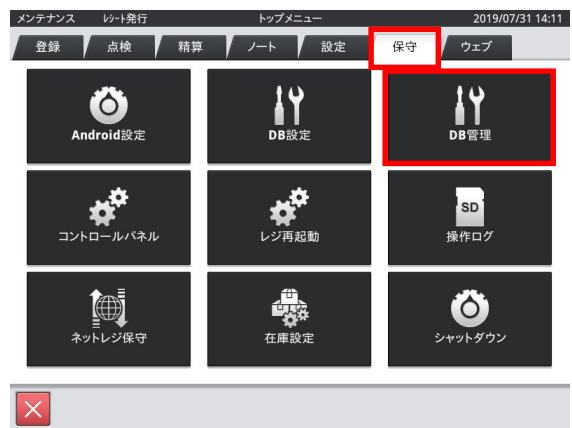 メンテナンス ﾚｼｰﾄ発行 トップメニュー 2019/07/31 14:11
登録 点検 精算 ノート 設定 保守 ウェブ
Android設定 DB設定 DB管理
SD
コントロールパネル レジ再起動 操作ログ
ネットレジ保守 在庫設定 シャットダウン